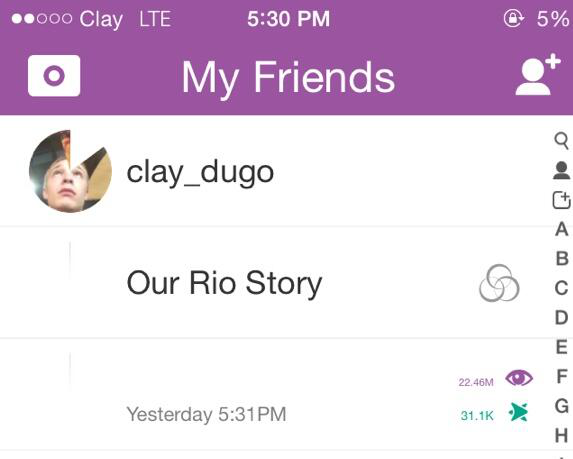 Clay LTE 5:30 PM 5%
My Friends
clay_dugo
Our Rio Story
22.46M
Yesterday 5:31PM 31.1K
A
B
C
D
E
F
G
H